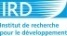 IRD
Institut de recherche
pour le développement